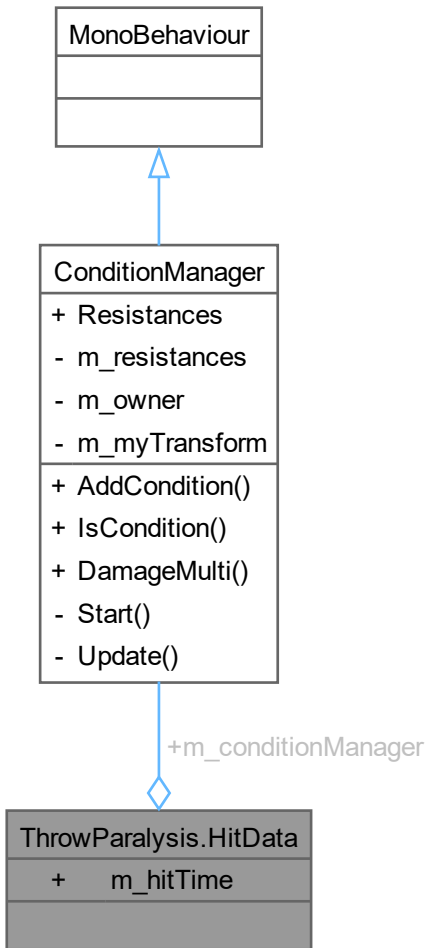 MonoBehaviour
ConditionManager
+ Resistances
- m_resistances
- m_owner
- m_myTransform
+ AddCondition()
+ IsCondition()
+ DamageMulti()
- Start()
- Update()
+m_conditionManager
ThrowParalysis.HitData
+ m_hitTime